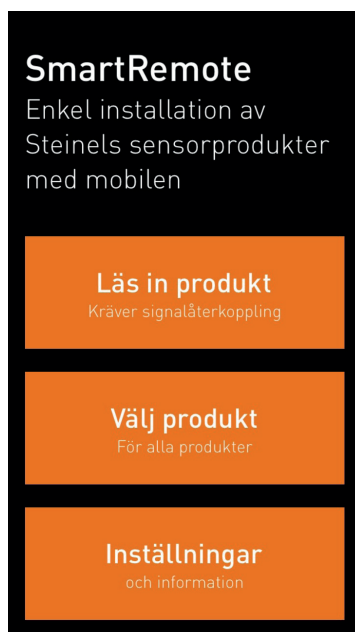 SmartRemote
Enkel installation av
Steinels sensorprodukter
med mobilen
Läs in produkt
Kräver signalåterkoppling
Välj produkt
För alla produkter
Inställningar
och information